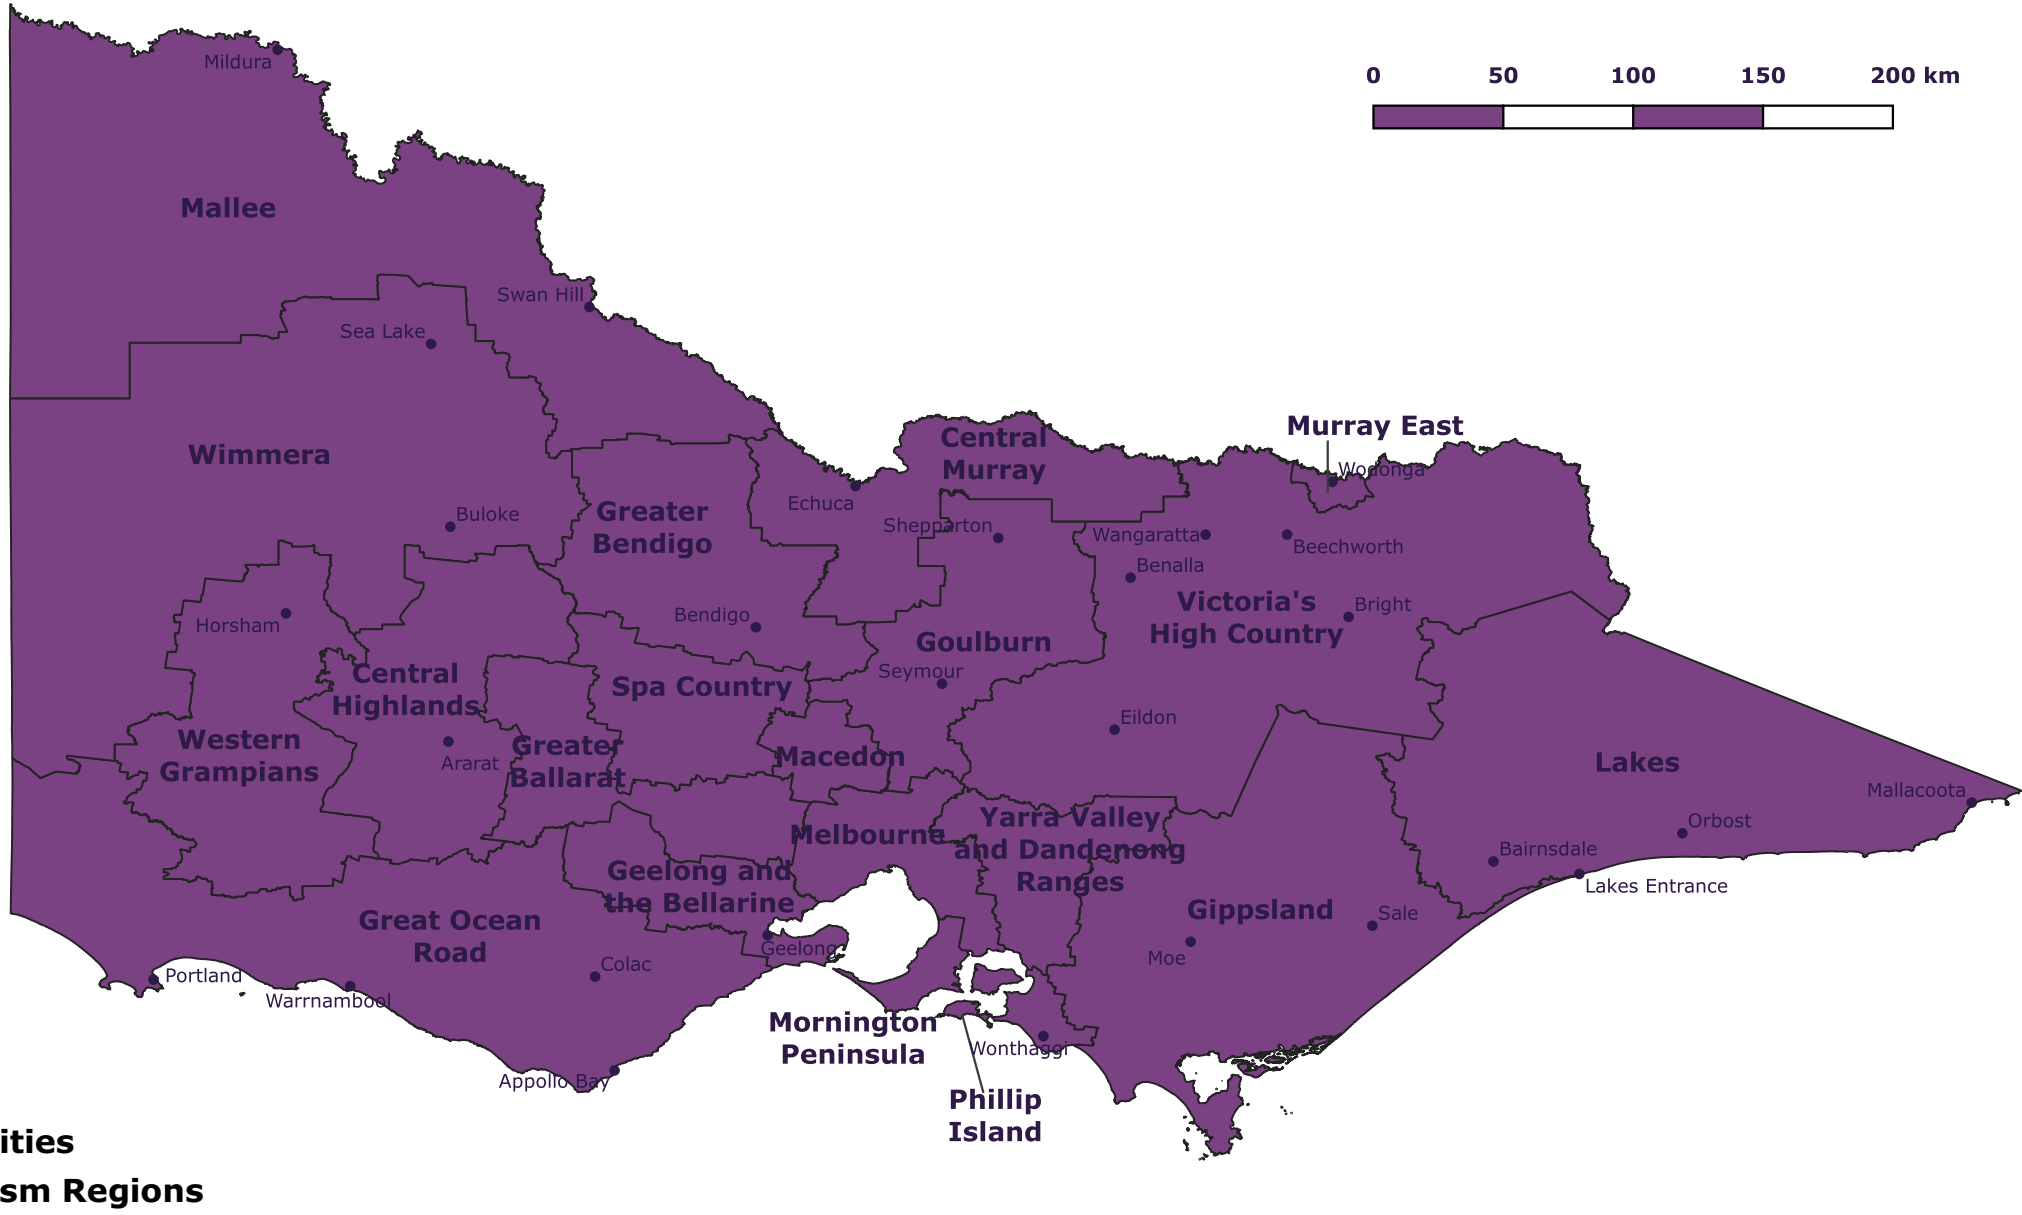 0 50 100 150 200 km
Mildura
Mallee
Swan Hill
Sea Lake
Murray East
Central
Murray
Wimmera
Wodonga
Echuca
Buloke
Greater
Bendigo
Shepparton
Wangaratta
Beechworth
Benalla
Victoria's
High Country
Bright
Horsham
Bendigo
Goulburn
Seymour
Central
Highlands
Spa Country
Eildon
Western
Grampians
Ararat
Greater
Ballarat
Macedon
Lakes
Mallacoota
Orbost
Melbourne
Yarra Valley
and Dandenong
Ranges
Bairnsdale
Lakes Entrance
Geelong and
the Bellarine
Gippsland
Sale
Great Ocean
Road
Geelong
Moe
Colac
Portland
Warrnambool
Mornington
Peninsula
Wonthaggi
Appollo Bay
Phillip
Island
ities
sm Regions